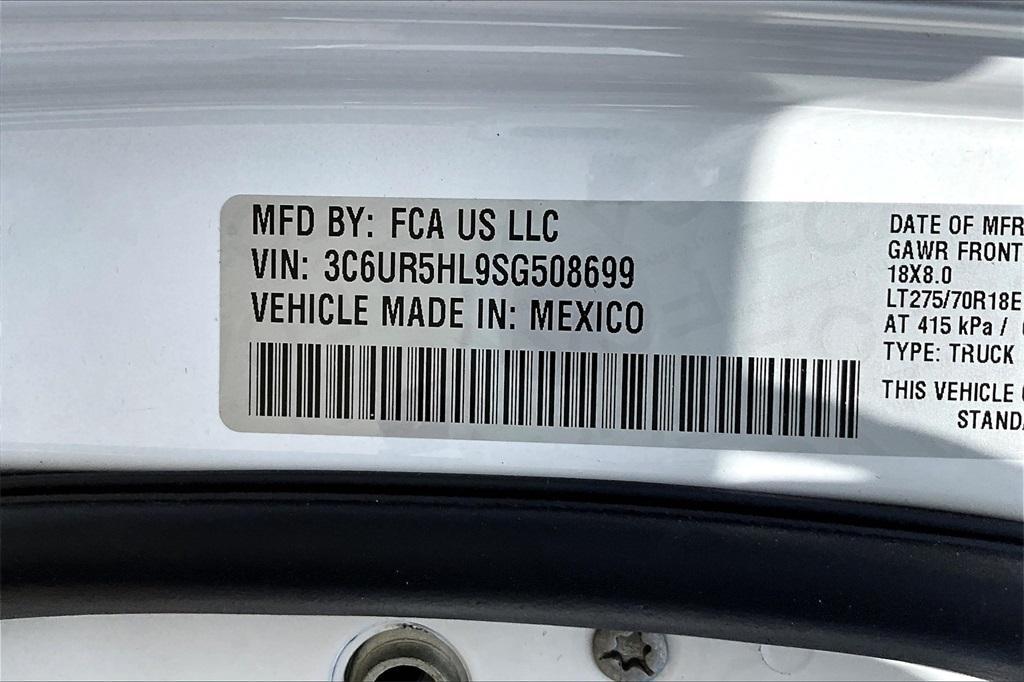 MFD BY: FCA US LLC
VIN: 3C6UR5HL9SG508699
VEHICLE MADE IN: MEXICO
DATE OF MFR
GAWR FRONT
18X8.0
LT275/70R18E
AT 415 kPa /
TYPE: TRUCK
THIS VEHICLE
STAND